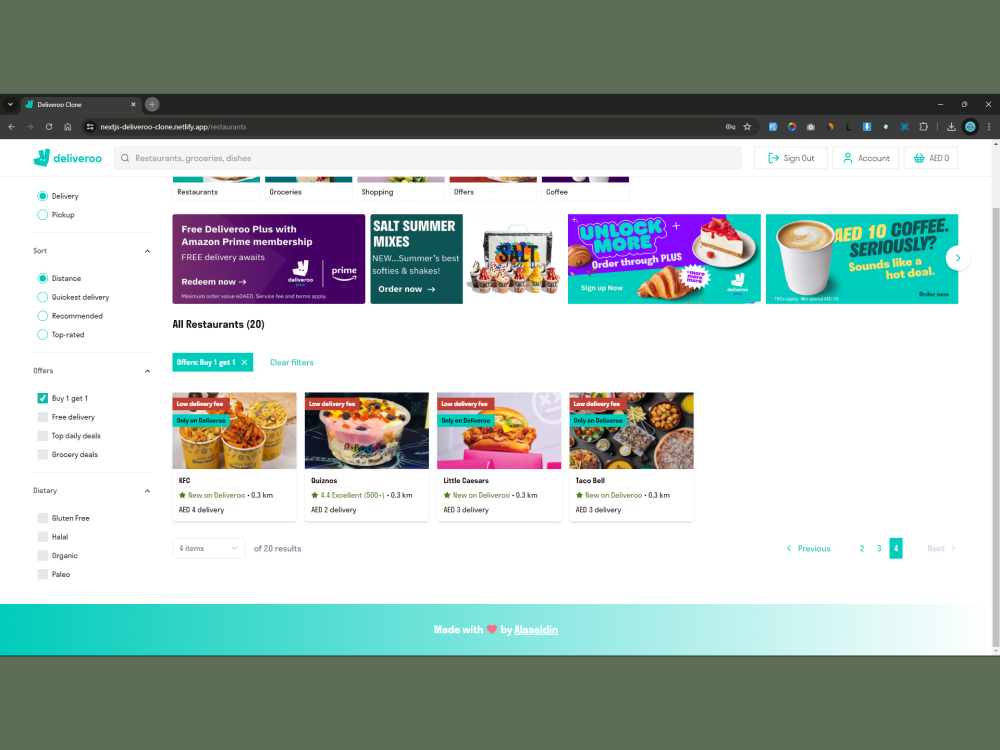 Deliveroo Clone
nextjs-deliveroo-clone.netlify.app/restaurants
deliveroo
Restaurants, groceries, dishes
Sign Out
Account
AED 0
Delivery
Pickup
Sort
Distance
Quickest delivery
Recommended
Top-rated
Offers
Buy 1 get 1
Free delivery
Top daily deals
Grocery deals
Dietary
Gluten Free
Halal
Organic
Paleo
Restaurants
Groceries
Shopping
Offers
Coffee
Free Deliveroo Plus with
Amazon Prime membership
FREE delivery awaits
Redeem now →
deliveroo
plus
prime
Minimum order value 60AED. Service fee and terms apply.
SALT SUMMER
MIXES
NEW...Summer's best
softies & shakes!
Order now →
SALT
UNLOCK
MORE
Order through PLUS
Sign up Now
+more
more
more
deliveroo
plus
AED 10 COFFEE.
SERIOUSLY?
Sounds like a
hot deal.
Order now
T&Cs apply. Min spend AED 10.
All Restaurants (20)
Offers: Buy 1 get 1
Clear filters
Low delivery fee
Only on Deliveroo
KFC
New on Deliveroo • 0.3 km
AED 4 delivery
Low delivery fee
Only on Deliveroo
Quiznos
4.4 Excellent (500+) • 0.3 km
AED 2 delivery
Low delivery fee
Only on Deliveroo
Little Caesars
New on Deliveroo • 0.3 km
AED 3 delivery
Low delivery fee
Only on Deliveroo
Taco Bell
New on Deliveroo • 0.3 km
AED 3 delivery
4 items
of 20 results
Previous
2
3
4
Next
Made with ❤ by Alaaeldin